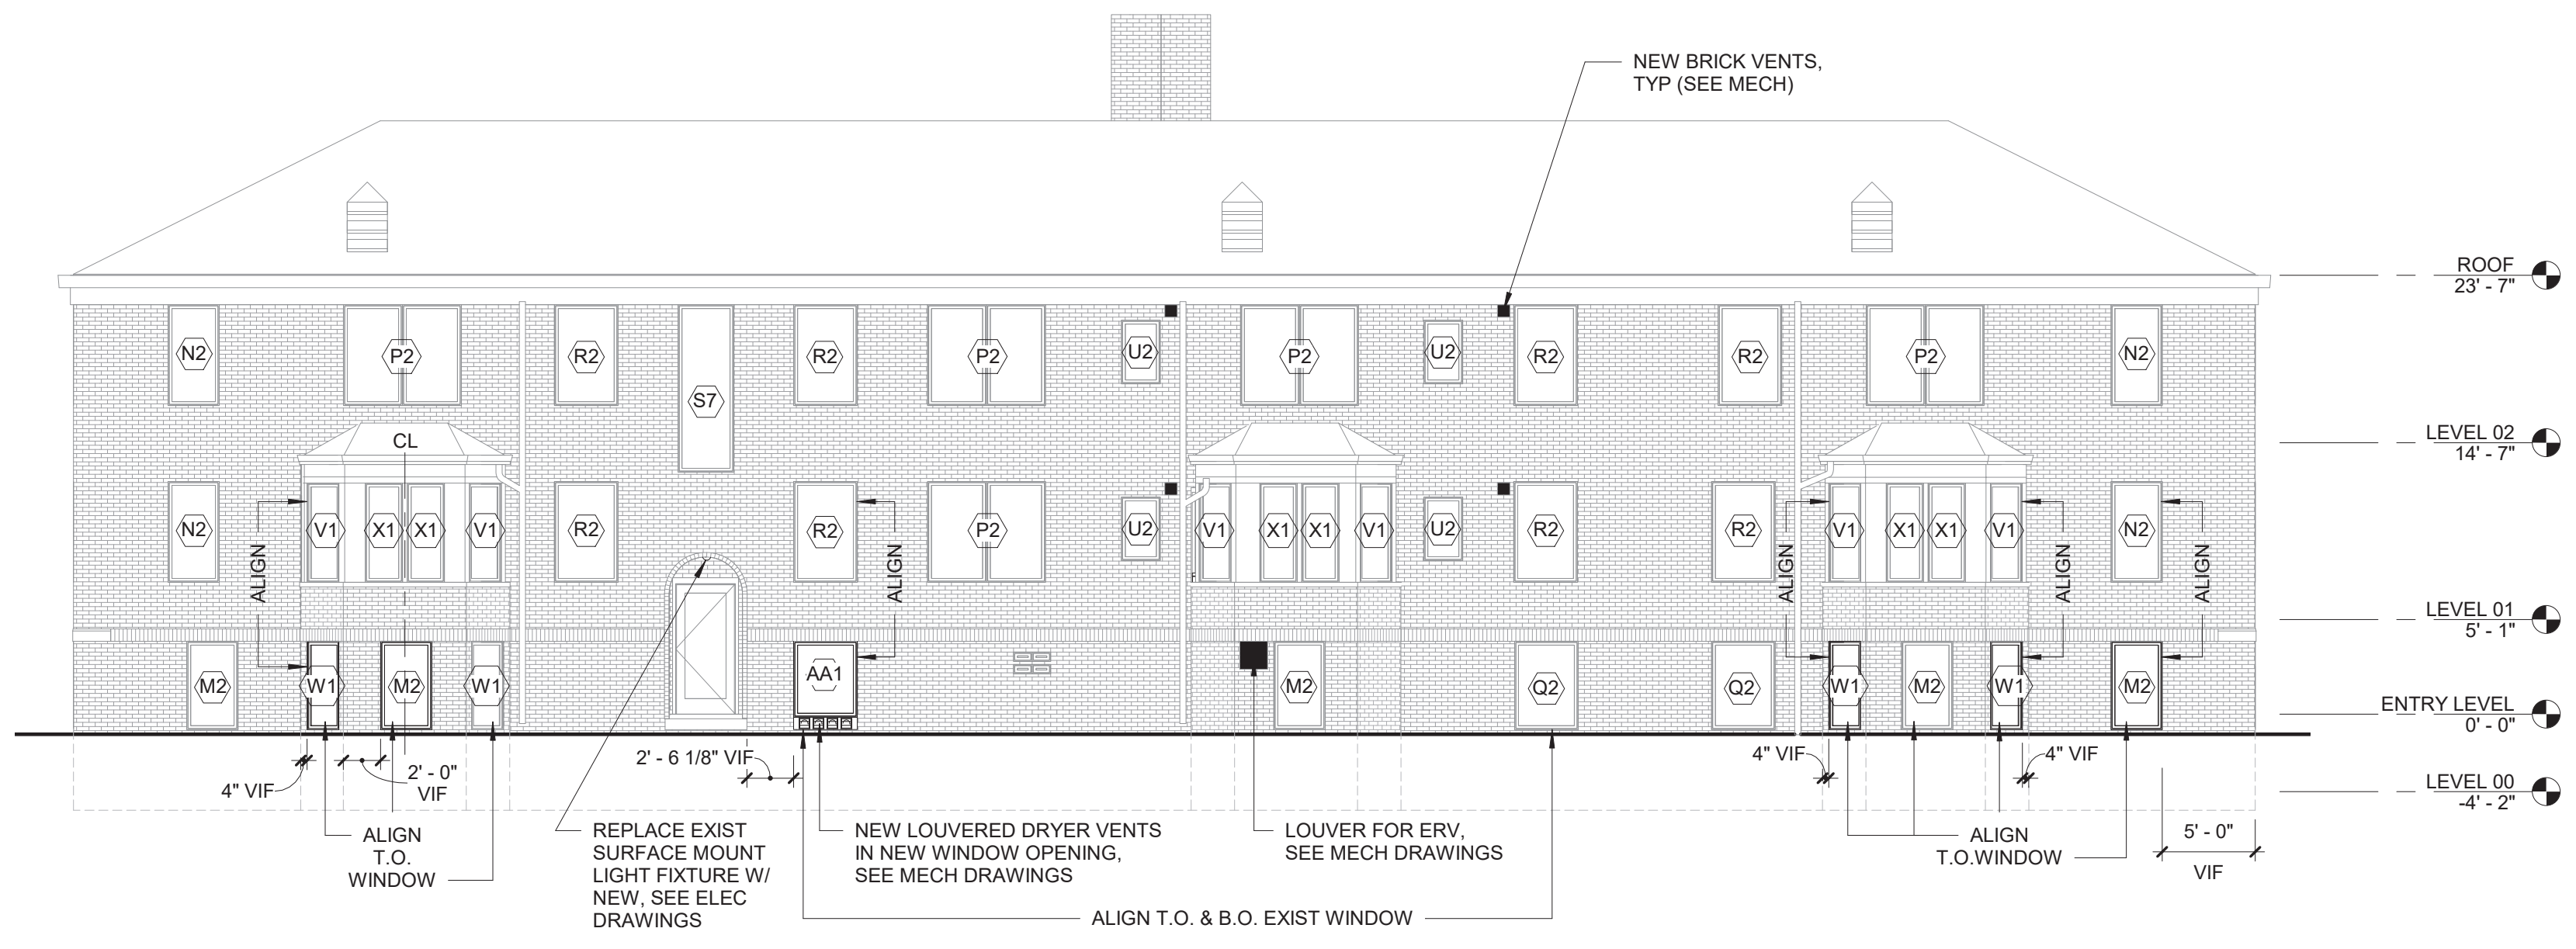 NEW BRICK VENTS,
TYP (SEE MECH)
ROOF
23' - 7"
N2
P2
R2
S7
R2
P2
U2
P2
U2
R2
R2
P2
N2
LEVEL 02
14' - 7"
CL
N2
V1
X1
X1
V1
R2
R2
P2
U2
V1
X1
X1
V1
U2
R2
R2
V1
X1
X1
V1
N2
ALIGN
ALIGN
ALIGN
ALIGN
ALIGN
LEVEL 01
5' - 1"
M2
W1
M2
W1
AA1
M2
Q2
Q2
W1
M2
W1
M2
ENTRY LEVEL
0' - 0"
4" VIF
2' - 0"
VIF
2' - 6 1/8" VIF
4" VIF
4" VIF
LEVEL 00
-4' - 2"
ALIGN
T.O.
WINDOW
REPLACE EXIST
SURFACE MOUNT
LIGHT FIXTURE W/
NEW, SEE ELEC
DRAWINGS
NEW LOUVERED DRYER VENTS
IN NEW WINDOW OPENING,
SEE MECH DRAWINGS
LOUVER FOR ERV,
SEE MECH DRAWINGS
ALIGN
T.O.WINDOW
5' - 0"
VIF
ALIGN T.O. & B.O. EXIST WINDOW